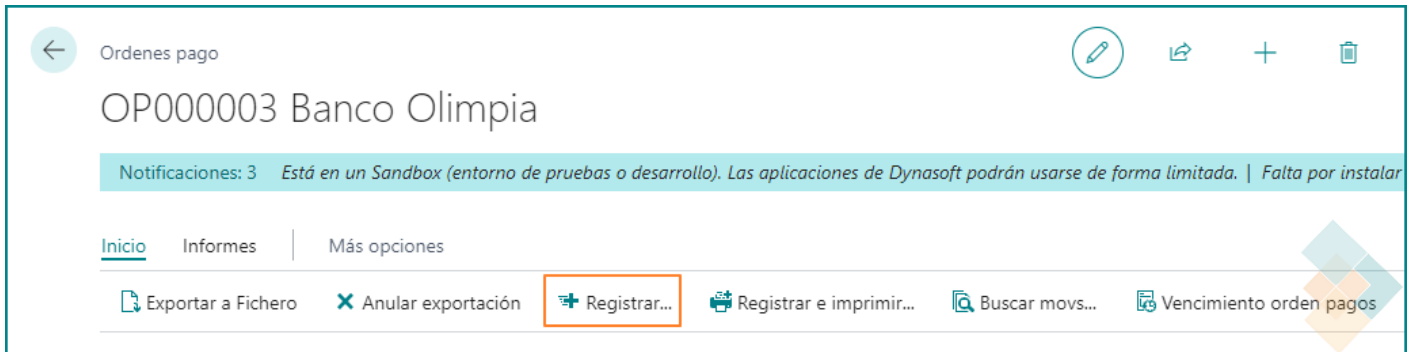 Ordenes pago
OP000003 Banco Olimpia
Notificaciones: 3 Está en un Sandbox (entorno de pruebas o desarrollo). Las aplicaciones de Dynasoft podrán usarse de forma limitada. | Falta por instalar
Inicio Informes Más opciones
Exportar a Fichero Anular exportación Registrar... Registrar e imprimir... Buscar movs... Vencimiento orden pagos